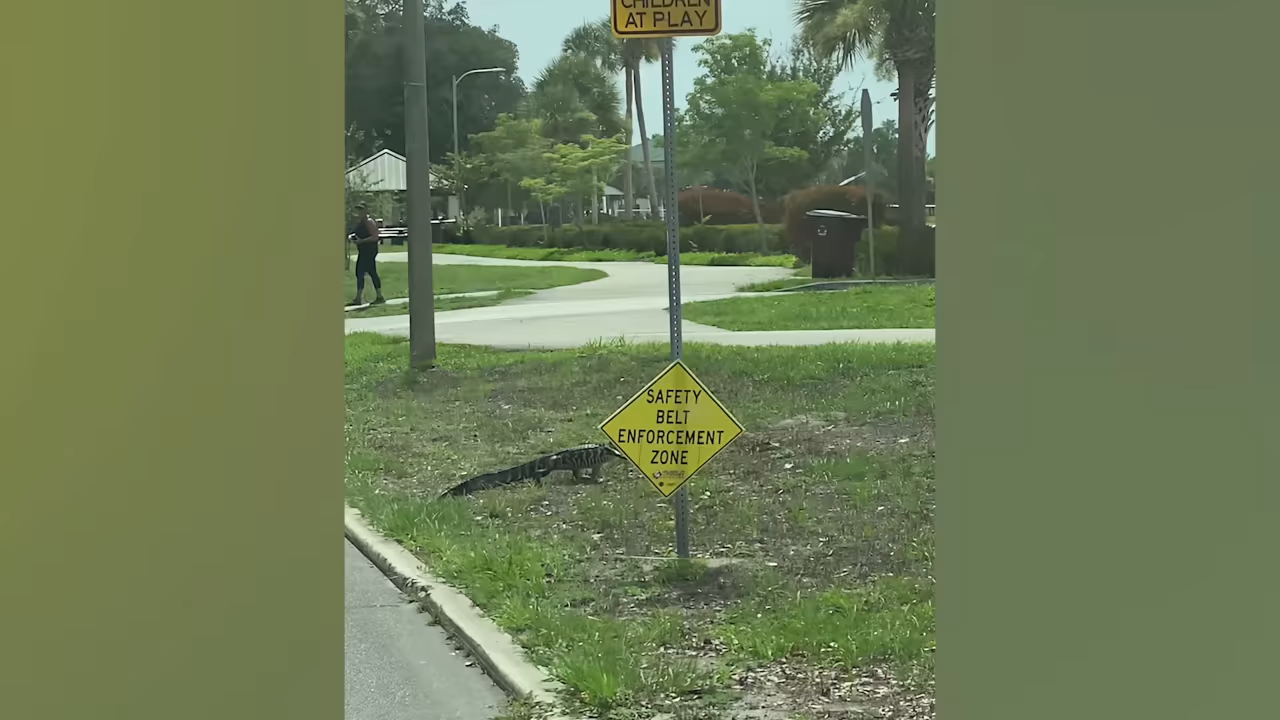 CHILDREN
AT PLAY
SAFETY
BELT
ENFORCEMENT
ZONE